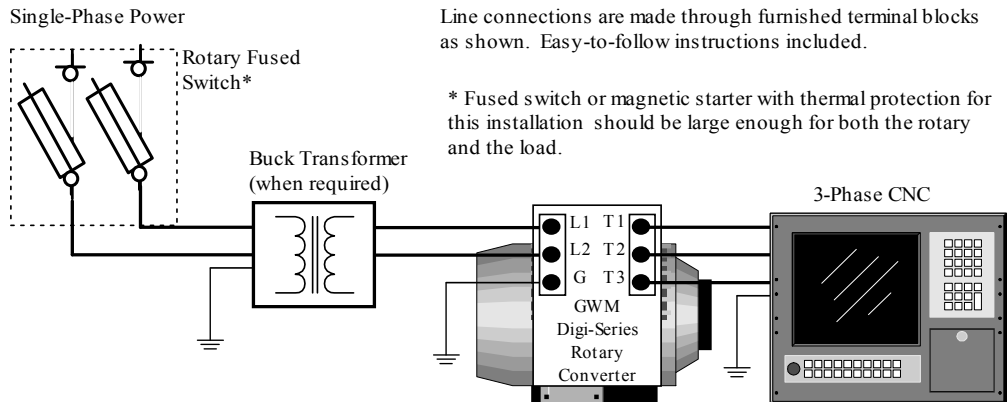 Single-Phase Power
Line connections are made through furnished terminal blocks
as shown. Easy-to-follow instructions included.
Rotary Fused
Switch*
* Fused switch or magnetic starter with thermal protection for
this installation should be large enough for both the rotary
and the load.
Buck Transformer
(when required)
3-Phase CNC
L1 T1
L2 T2
G T3
GWM
Digi-Series
Rotary
Converter